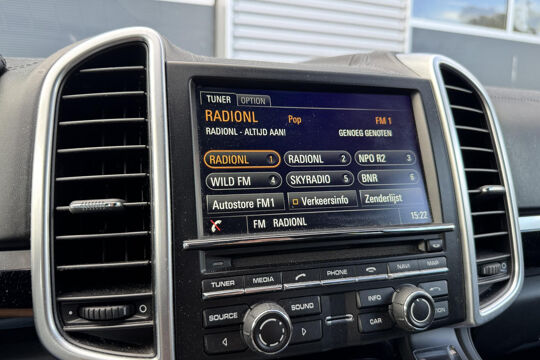 TUNER OPTION
RADIONL Pop FM 1
RADIONL - ALTIJD AAN! GENOEG GENOTEN
RADIONL 1 RADIONL 2 NPO R2 3
WILD FM 4 SKYRADIO 5 BNR 6
Autostore FM1 Verkeersinfo Zenderlijst
FM RADIONL 15:22
TUNER MEDIA PHONE NAVI MAP
SOURCE SOUND INFO
CAR